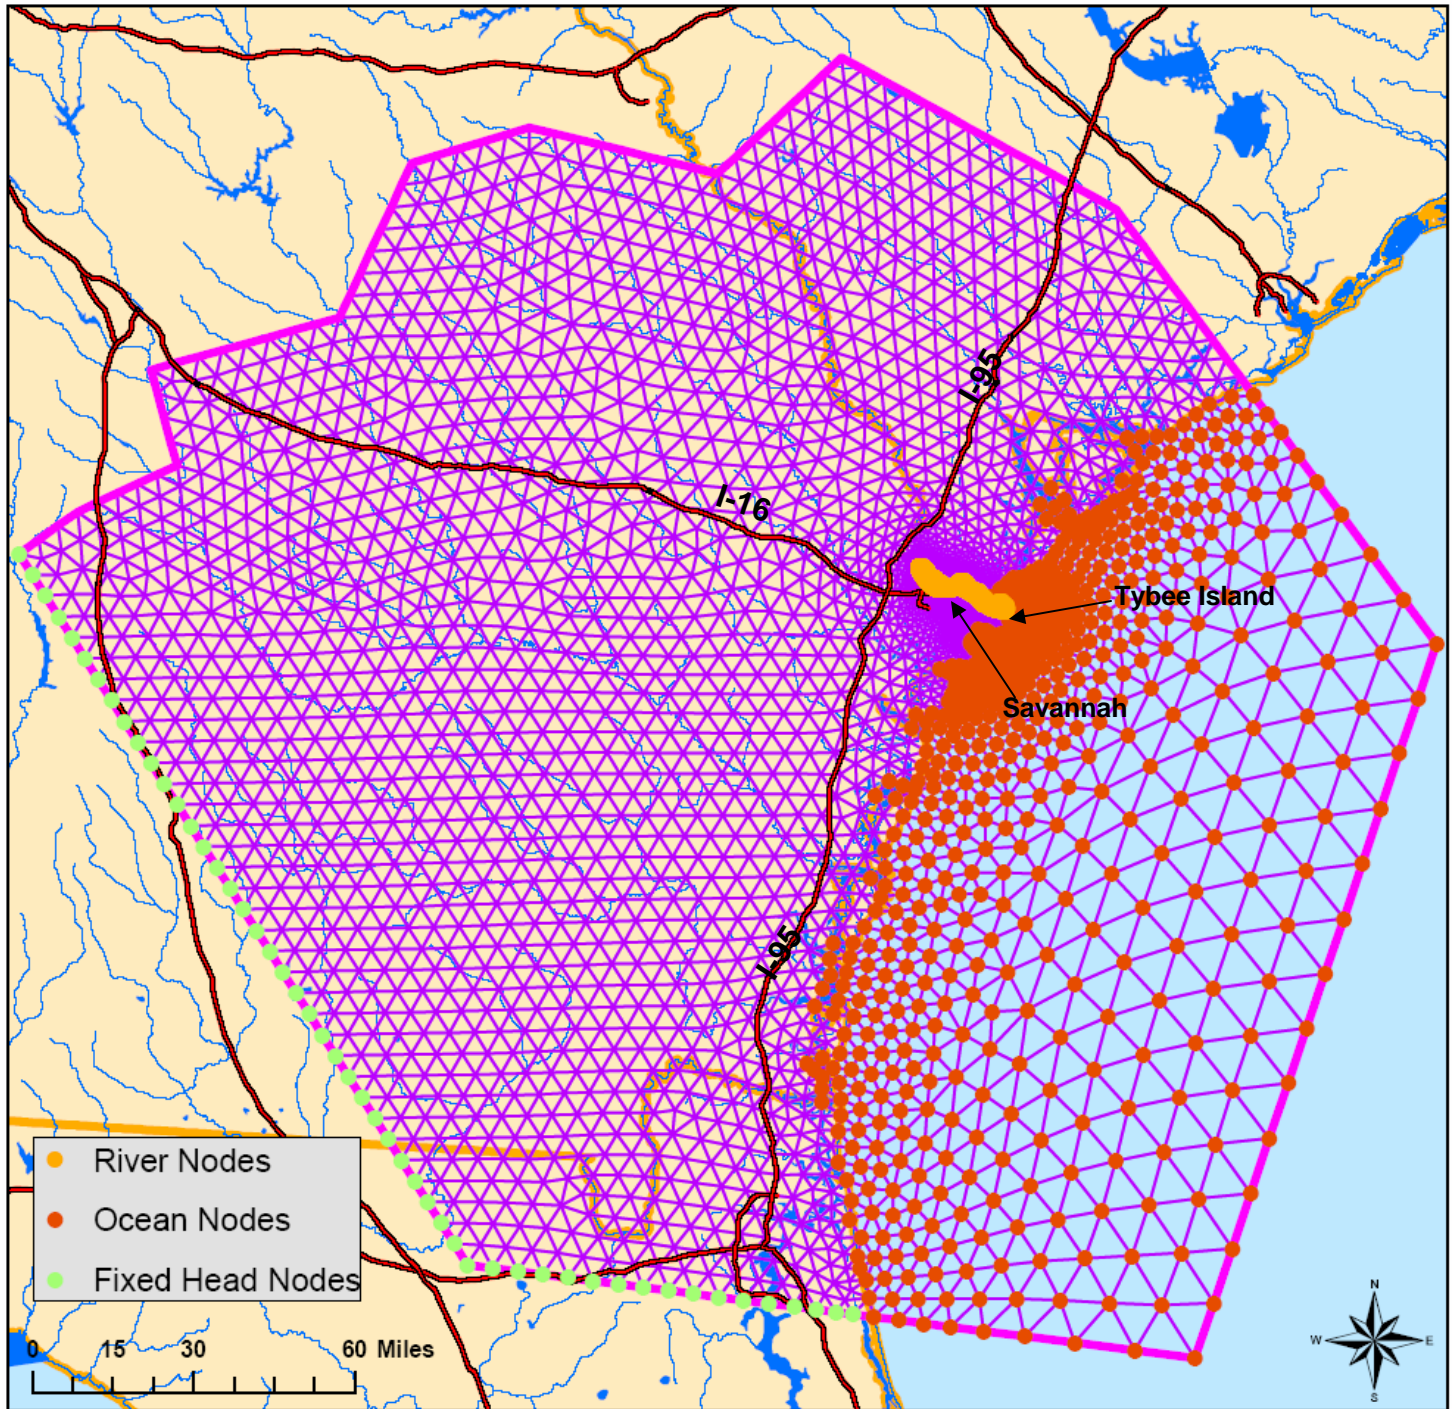 I-95
I-16
Tybee Island
Savannah
I-95
River Nodes
Ocean Nodes
Fixed Head Nodes
0 15 30 60 Miles
N
W E
S